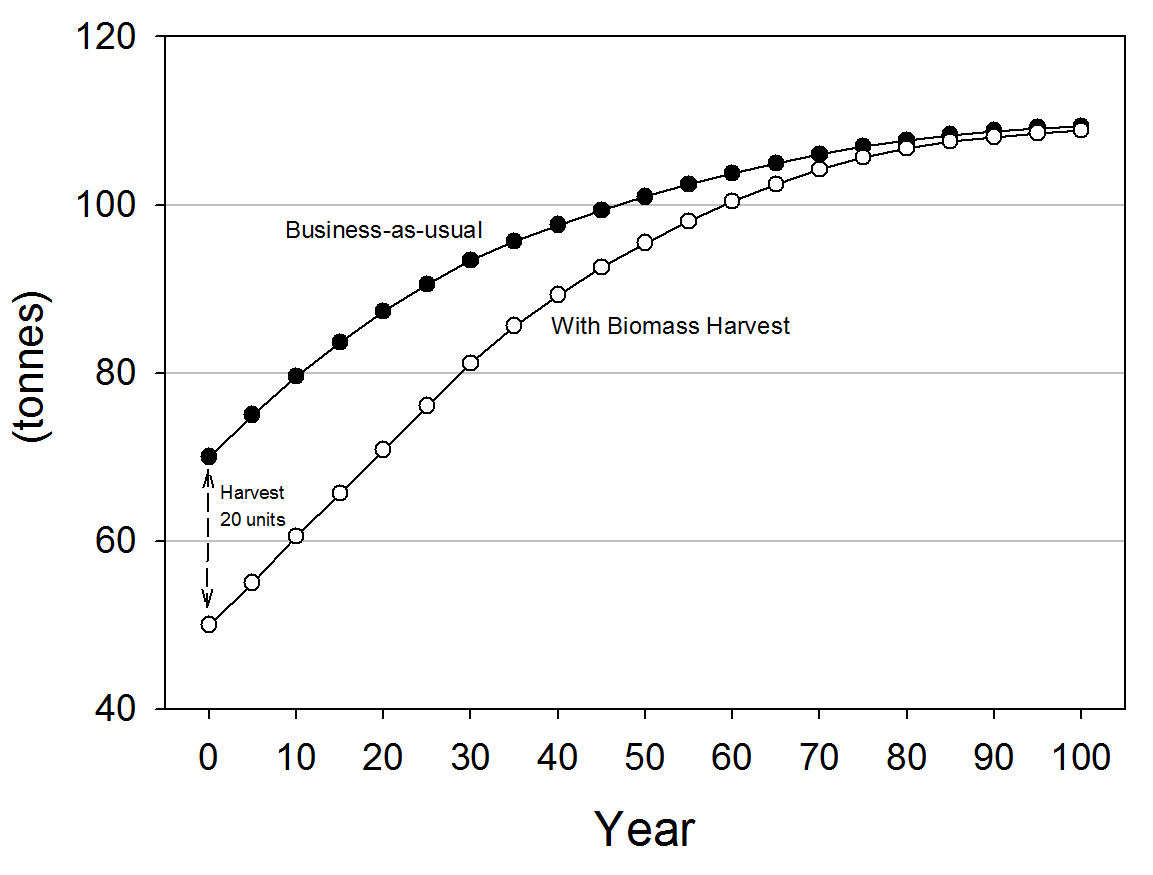 120
100
80
60
40
(tonnes)
Business-as-usual
With Biomass Harvest
Harvest
20 units
0 10 20 30 40 50 60 70 80 90 100
Year